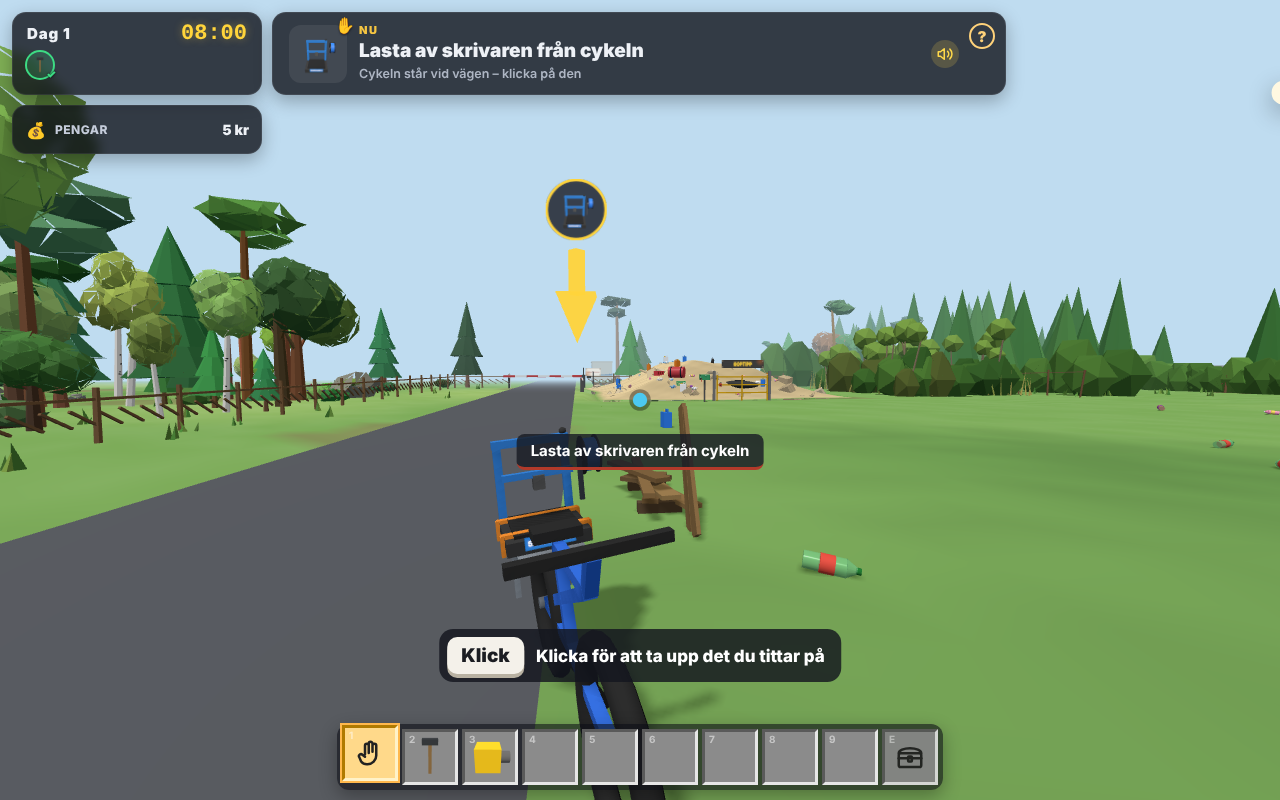 Dag 1
08:00
PENGAR
5 kr
NU
Lasta av skrivaren från cykeln
Cykeln står vid vägen – klicka på den
?
Lasta av skrivaren från cykeln
Klick
Klicka för att ta upp det du tittar på
1
2
3
4
5
6
7
8
9
E